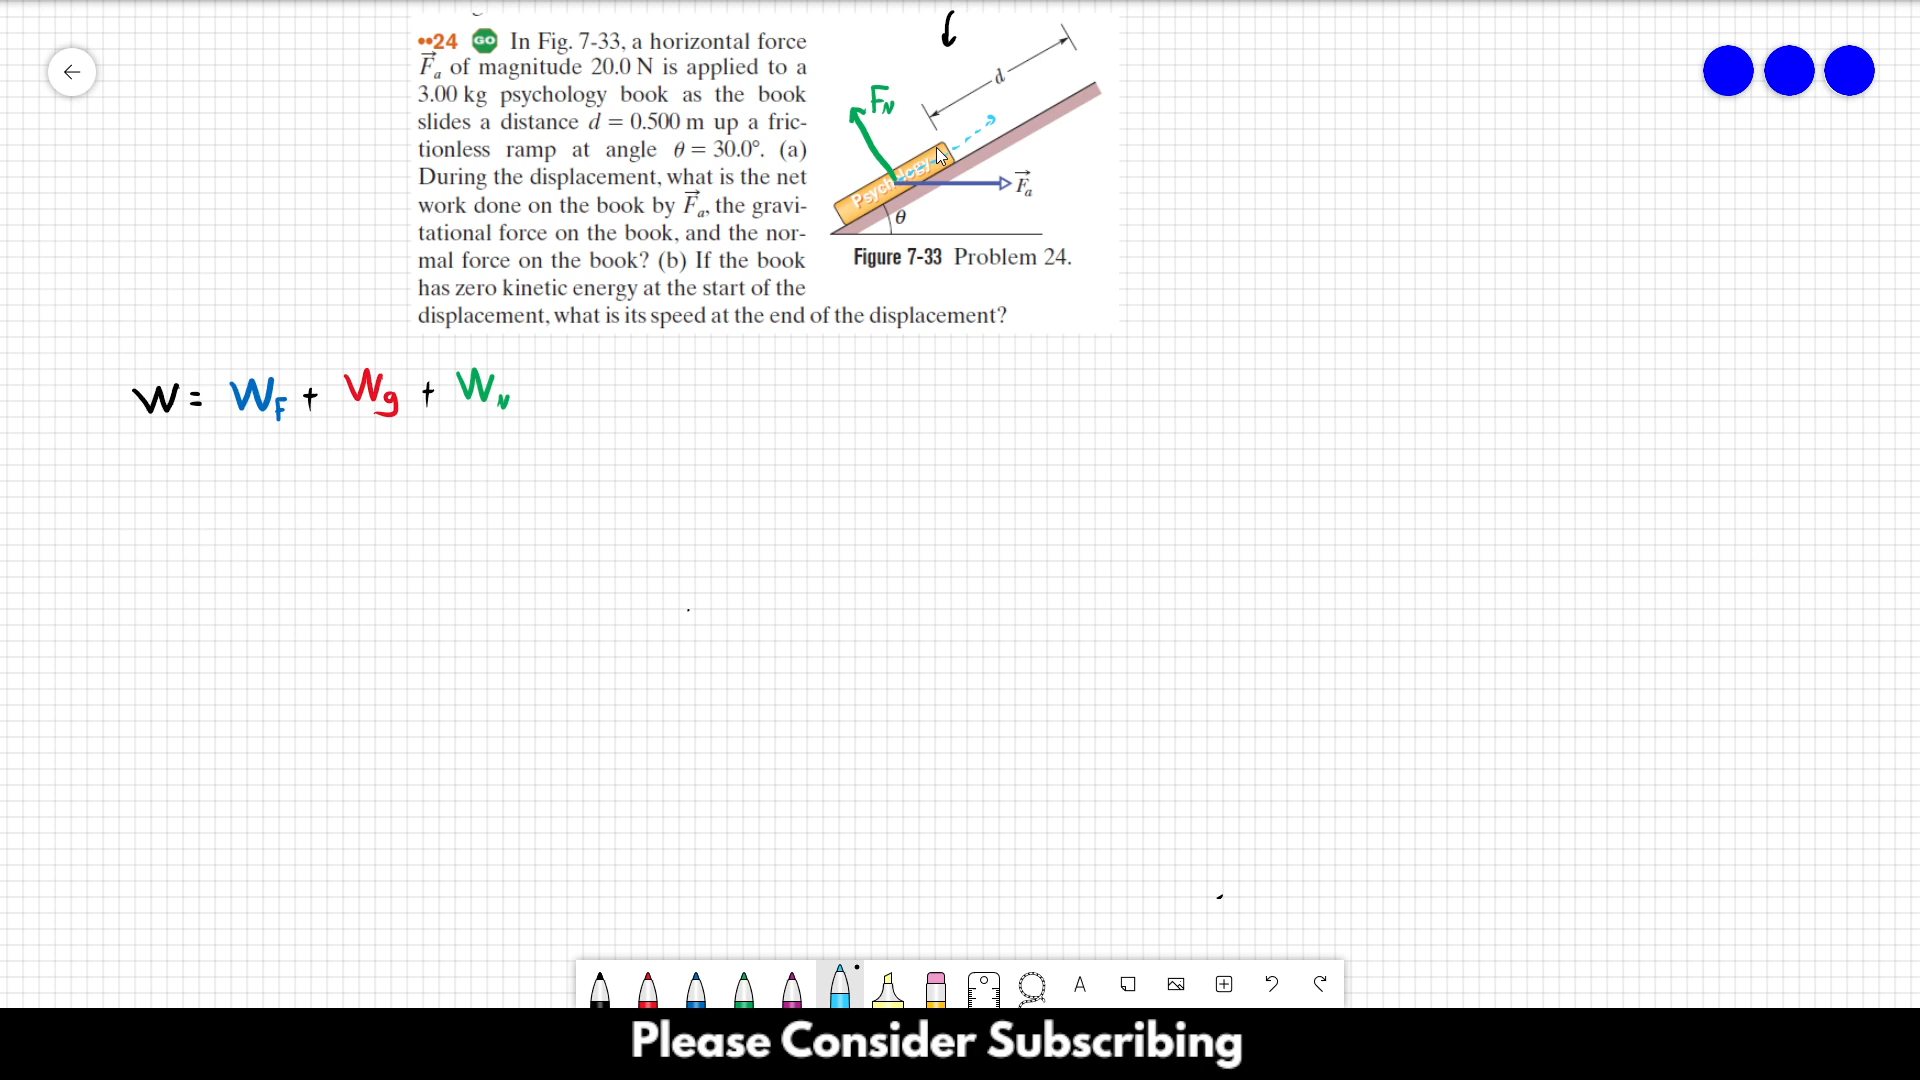 ••24 GO In Fig. 7-33, a horizontal force
F⃗a of magnitude 20.0 N is applied to a
3.00 kg psychology book as the book
slides a distance d = 0.500 m up a fric-
tionless ramp at angle θ = 30.0°. (a)
During the displacement, what is the net
work done on the book by F⃗a, the gravi-
tational force on the book, and the nor-
mal force on the book? (b) If the book
has zero kinetic energy at the start of the
displacement, what is its speed at the end of the displacement?
d
FN
Psychology
F⃗a
θ
Figure 7-33 Problem 24.
W = WF + Wg + WN
A
Please Consider Subscribing